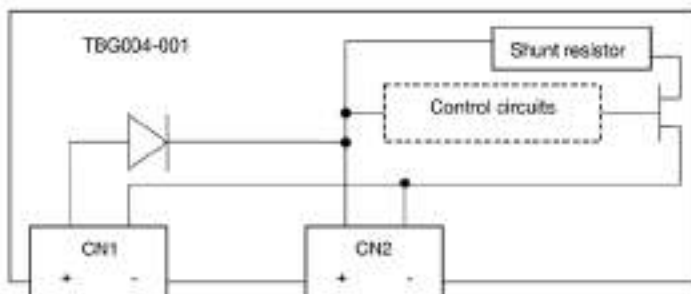 TBG004-001
Shunt resistor
Control circuits
CN1
CN2
+ -
+ -